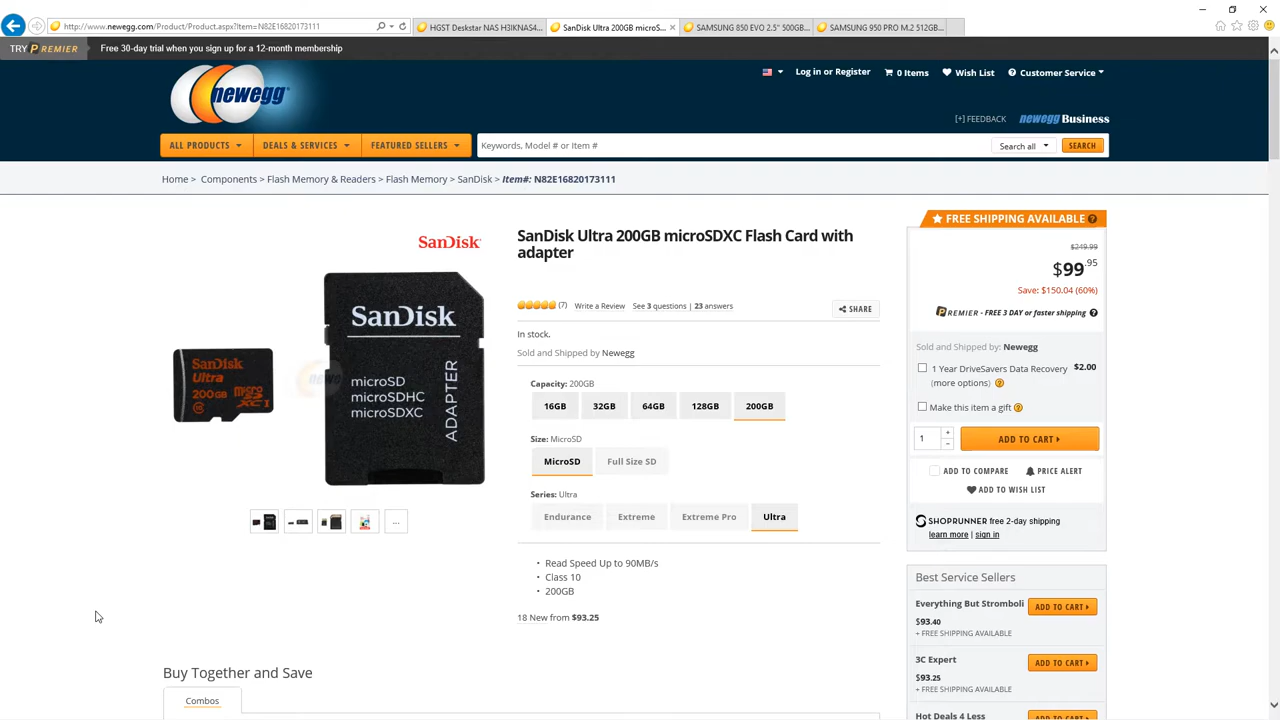 http://www.newegg.com/Product/Product.aspx?Item=N82E16820173111
HGST Deskstar NAS H3IKNAS4...
SanDisk Ultra 200GB microS...
SAMSUNG 850 EVO 2.5" 500GB...
SAMSUNG 950 PRO M.2 512GB...
TRY PREMIER
Free 30-day trial when you sign up for a 12-month membership
newegg
Log in or Register
0 Items
Wish List
Customer Service
[+] FEEDBACK
newegg Business
ALL PRODUCTS
DEALS & SERVICES
FEATURED SELLERS
Keywords, Model # or Item #
Search all
SEARCH
Home > Components > Flash Memory & Readers > Flash Memory > SanDisk > Item#: N82E16820173111
SanDisk
SanDisk
Ultra
200GB
micro
SDXC I
10
SanDisk
microSD
microSDHC
microSDXC
ADAPTER
...
SanDisk Ultra 200GB microSDXC Flash Card with
adapter
(7) Write a Review See 3 questions | 23 answers
SHARE
In stock.
Sold and Shipped by Newegg
Capacity: 200GB
16GB 32GB 64GB 128GB 200GB
Size: MicroSD
MicroSD Full Size SD
Series: Ultra
Endurance Extreme Extreme Pro Ultra
• Read Speed Up to 90MB/s
• Class 10
• 200GB
18 New from $93.25
FREE SHIPPING AVAILABLE ?
$249.99
$99.95
Save: $150.04 (60%)
PREMIER - FREE 3 DAY or faster shipping ?
Sold and Shipped by: Newegg
1 Year DriveSavers Data Recovery $2.00
(more options) ?
Make this item a gift ?
1
+
−
ADD TO CART
ADD TO COMPARE
PRICE ALERT
ADD TO WISH LIST
SHOPRUNNER free 2-day shipping
learn more | sign in
Best Service Sellers
Everything But Stromboli
ADD TO CART
$93.40
+ FREE SHIPPING AVAILABLE
3C Expert
ADD TO CART
$93.25
+ FREE SHIPPING AVAILABLE
Hot Deals 4 Less
ADD TO CART
Buy Together and Save
Combos